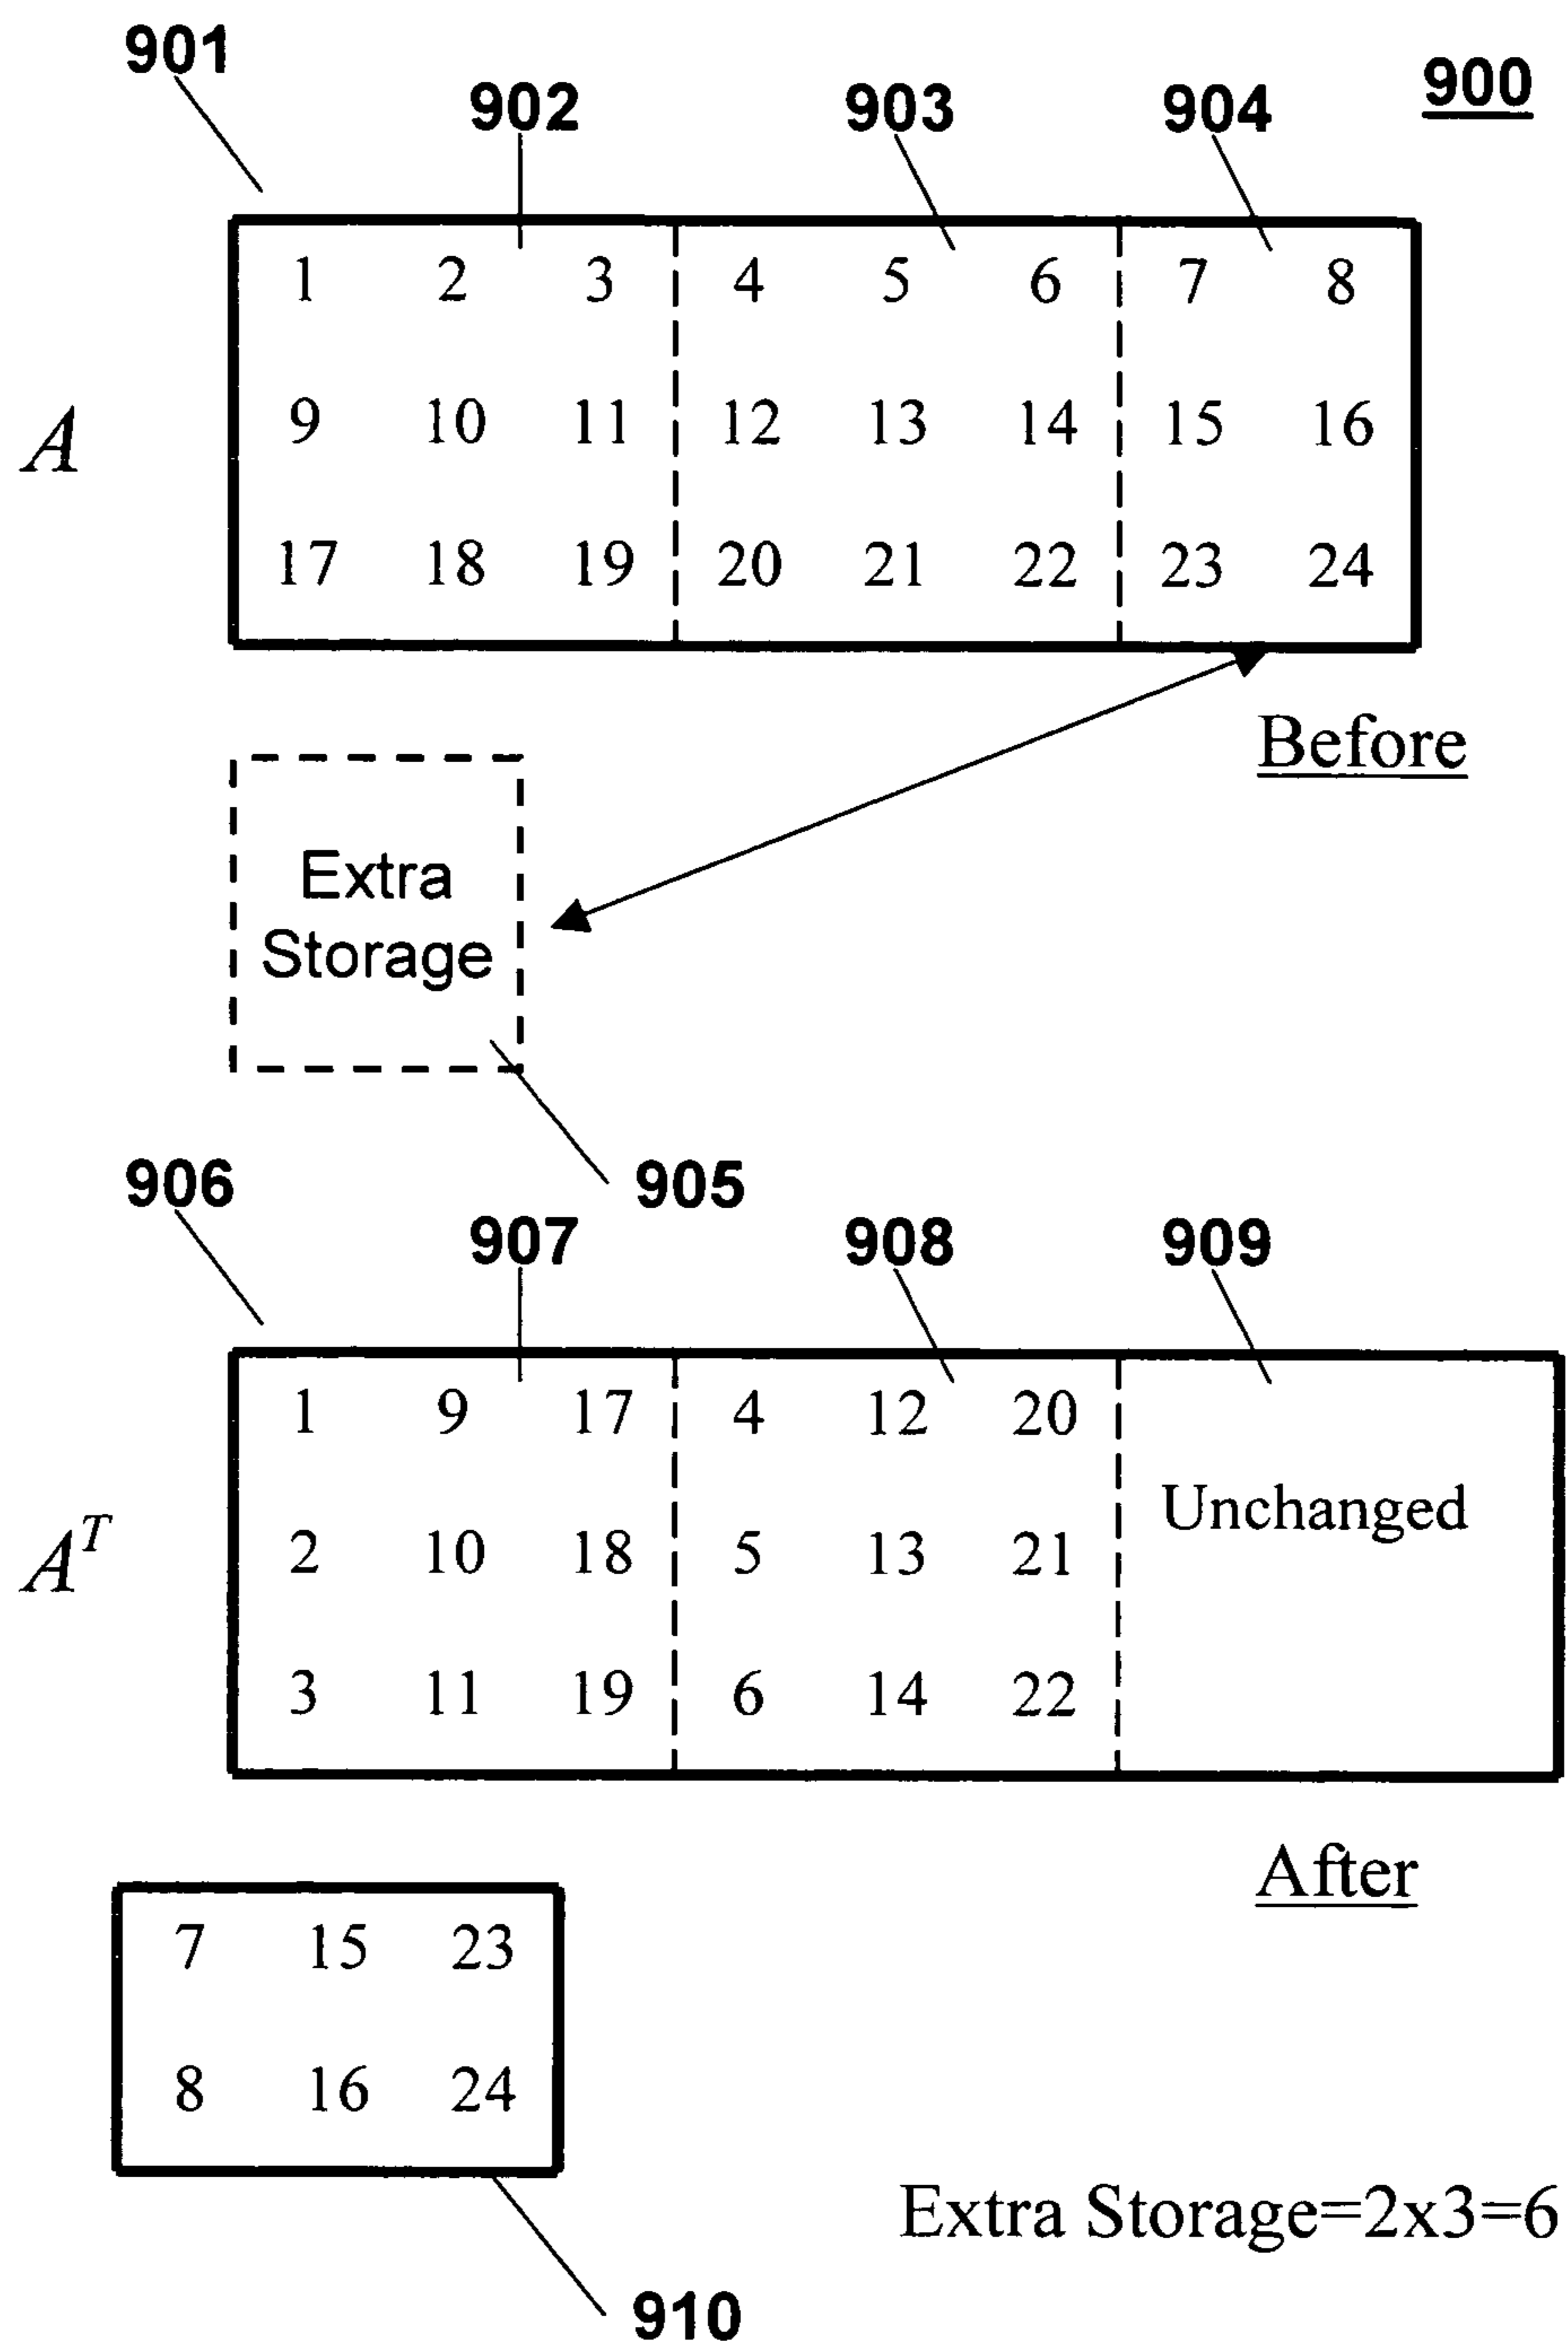 901
902 903 904 900
1 2 3 4 5 6 7 8
A 9 10 11 12 13 14 15 16
17 18 19 20 21 22 23 24
Before
Extra
Storage
905
906
907 908 909
1 9 17 4 12 20
Unchanged
A^T 2 10 18 5 13 21
3 11 19 6 14 22
After
7 15 23
8 16 24
Extra Storage=2x3=6
910